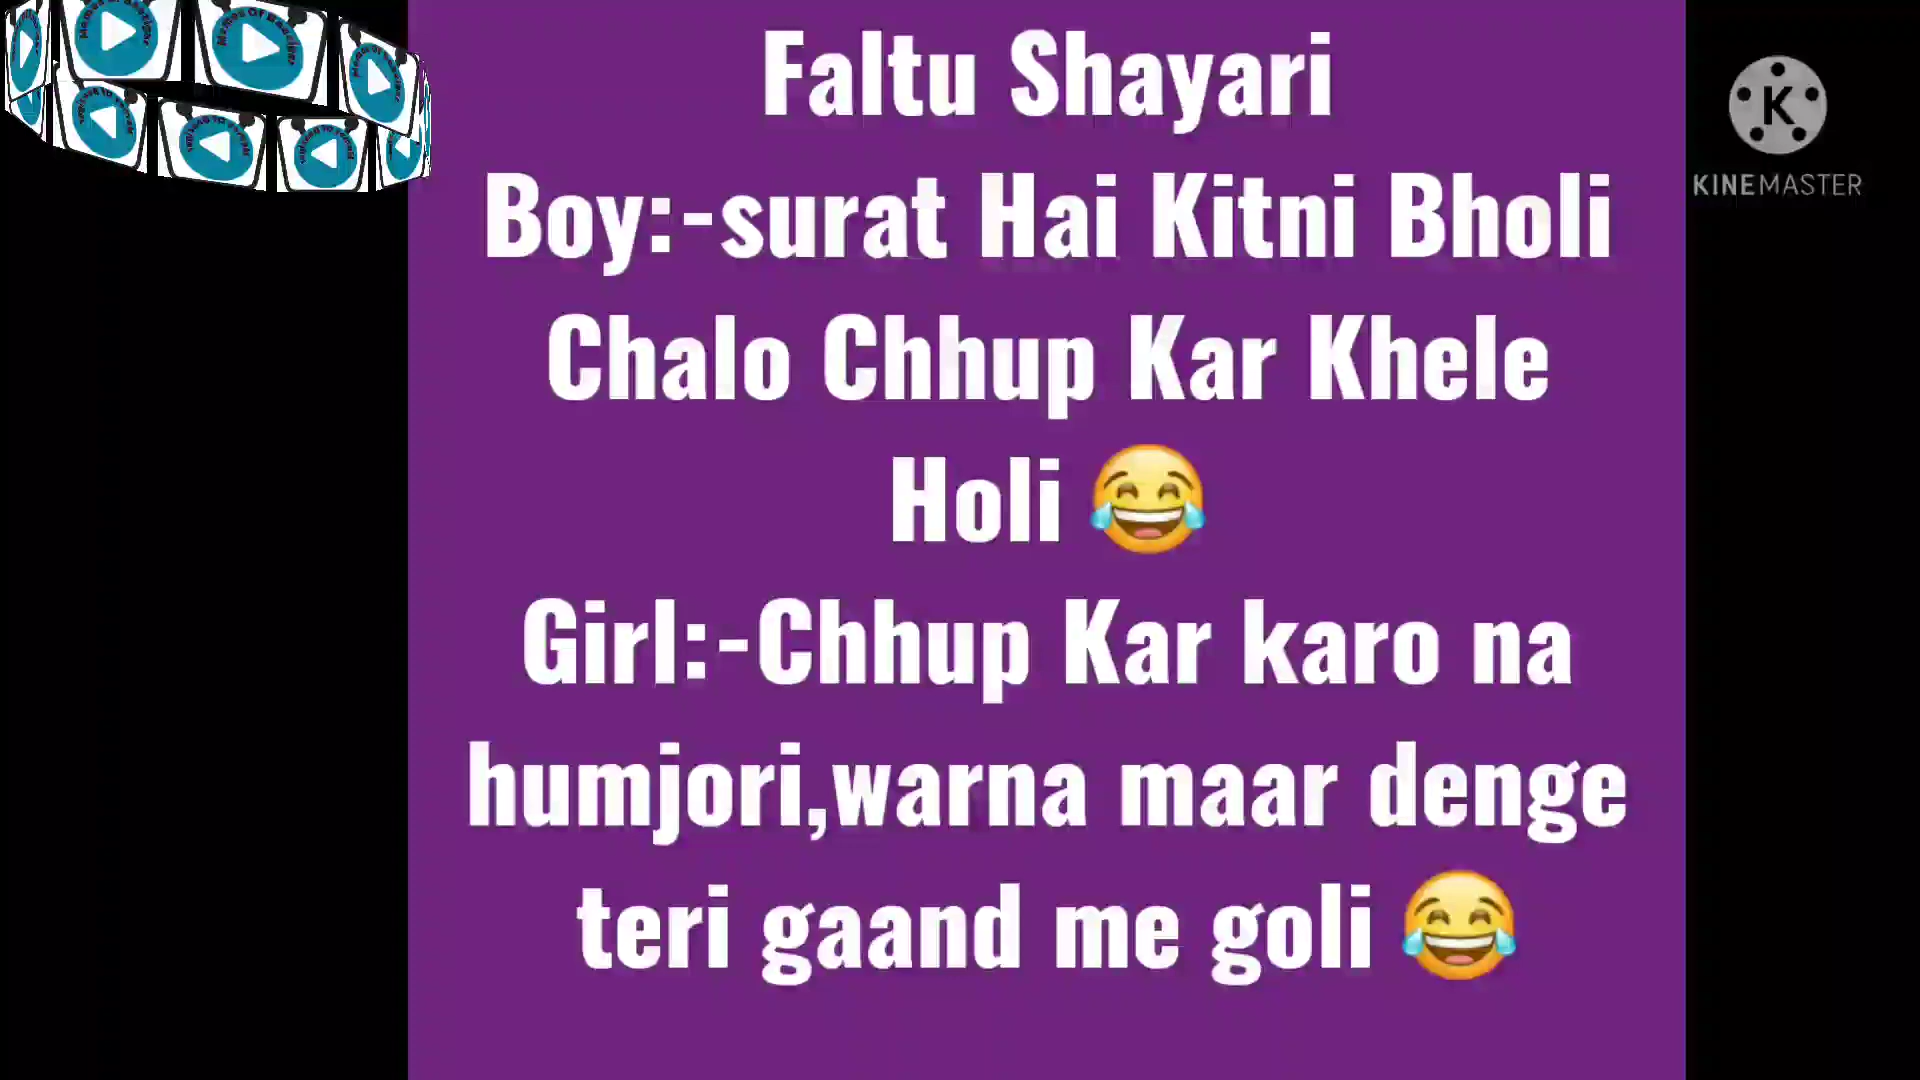 Faltu Shayari
Boy:-surat Hai Kitni Bholi
Chalo Chhup Kar Khele
Holi 😂
Girl:-Chhup Kar karo na
humjori,warna maar denge
teri gaand me goli 😂
K
KINEMASTER